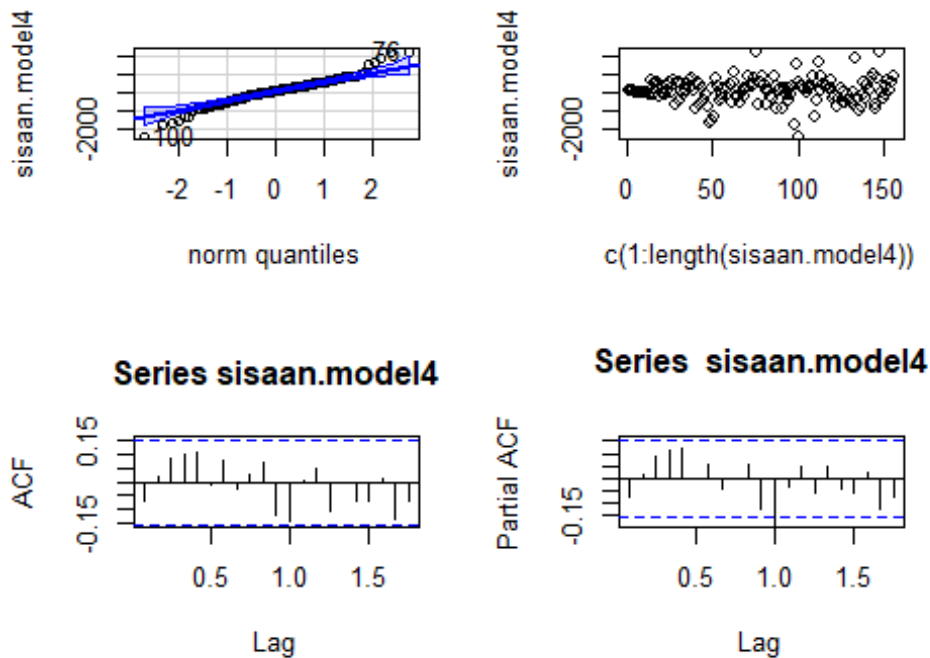 sisaan.model4
-2000
76
100
-2 -1 0 1 2
norm quantiles
sisaan.model4
-2000
0 50 100 150
c(1:length(sisaan.model4))
Series sisaan.model4
ACF
-0.15 0.15
0.5 1.0 1.5
Lag
Series sisaan.model4
Partial ACF
-0.15
0.5 1.0 1.5
Lag